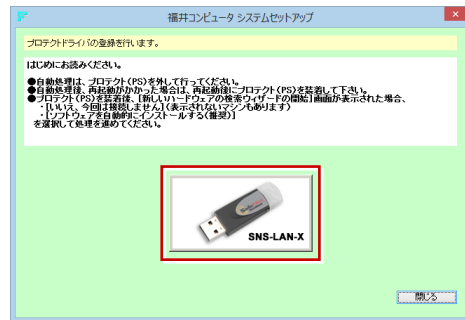 福井コンピュータ システムセットアップ
プロテクトドライバの登録を行います。
はじめにお読みください。
●自動処理は、プロテクト(PS)を外して行ってください。
●自動処理後、再起動がかかった場合は、再起動後にプロテクト(PS)を装着して下さい。
●プロテクト(PS)を装着後、[新しいハードウェアの検索ウィザードの開始]画面が表示された場合、
・[いいえ、今回は接続しません](表示されないマシンもあります)
・[ソフトウェアを自動的にインストールする(推奨)]
を選択して処理を進めてください。
SNS-LAN-X
閉じる